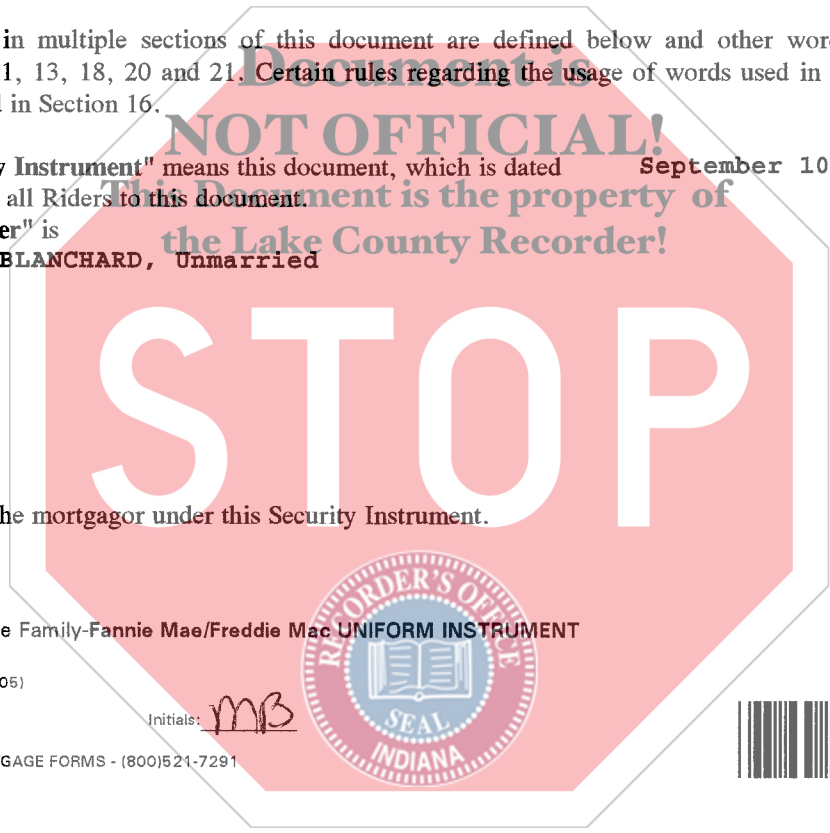 in multiple sections of this document are defined below and other wor
1, 13, 18, 20 and 21. Certain rules regarding the usage of words used in
in Section 16.
Document is
NOT OFFICIAL!
This Document is the property of
the Lake County Recorder!
y Instrument" means this document, which is dated September 10
all Riders to this document.
er" is
BLANCHARD, Unmarried
STOP
he mortgagor under this Security Instrument.
RECORDER'S OFFICE
SEAL
INDIANA
e Family-Fannie Mae/Freddie Mac UNIFORM INSTRUMENT
05)
Initials: MB
GAGE FORMS - (800)521-7291